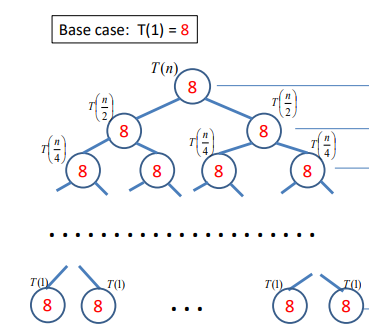 Base case: T(1) = 8
T(n)
8
T(n/2) T(n/2)
8 8
T(n/4) T(n/4) T(n/4)
8 8 8 8
. . . . . . . . . . . . . . . . . . . .
T(1) T(1) T(1) T(1)
8 8 . . . 8 8